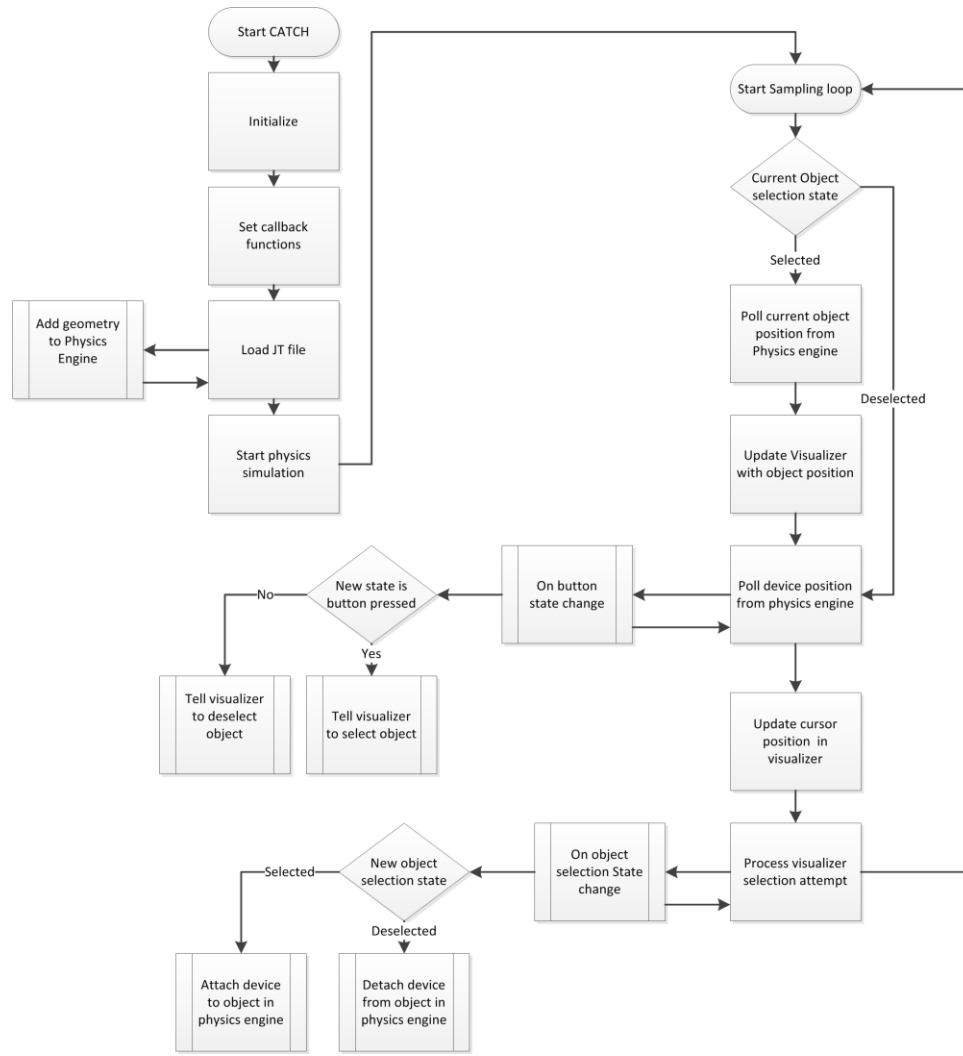 Start CATCH
Initialize
Set callback
functions
Add geometry
to Physics
Engine
Load JT file
Start physics
simulation
Start Sampling loop
Current Object
selection state
Selected
Deselected
Poll current object
position from
Physics engine
Update Visualizer
with object position
Poll device position
from physics engine
On button
state change
New state is
button pressed
No
Yes
Tell visualizer
to deselect
object
Tell visualizer
to select object
Update cursor
position in
visualizer
Process visualizer
selection attempt
On object
selection State
change
New object
selection state
Selected
Deselected
Attach device
to object in
physics engine
Detach device
from object in
physics engine